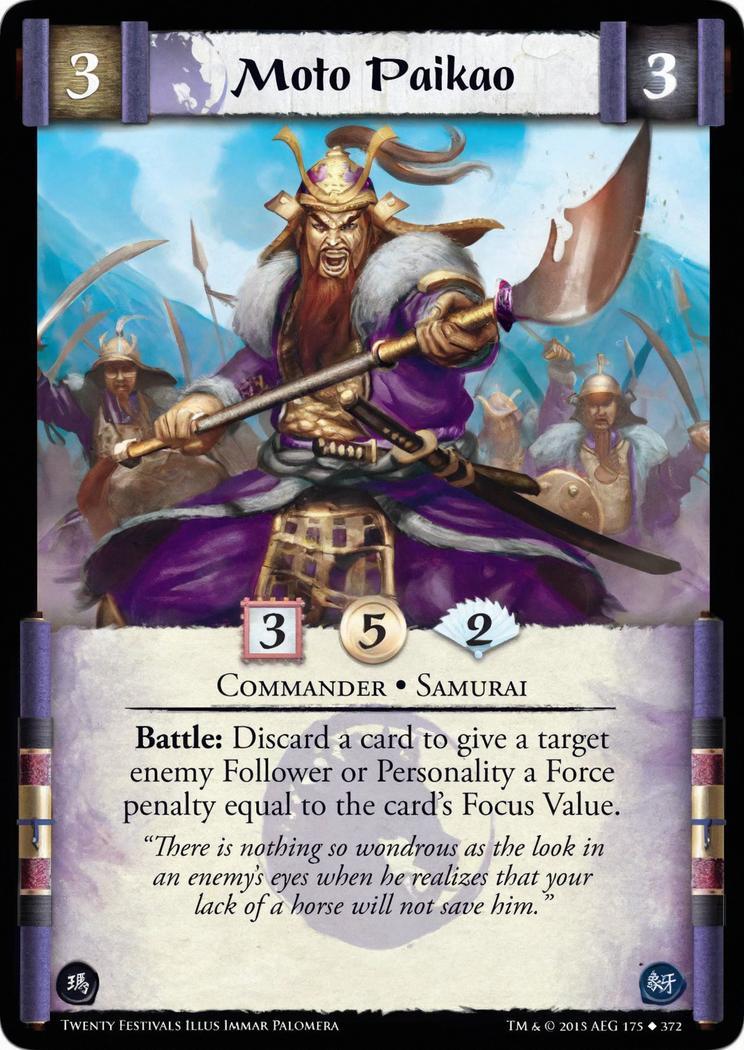 3 Moto Paikao 3
3 5 2
Commander • Samurai
Battle: Discard a card to give a target
enemy Follower or Personality a Force
penalty equal to the card's Focus Value.
"There is nothing so wondrous as the look in
an enemy's eyes when he realizes that your
lack of a horse will not save him."
瑪 象牙
Twenty Festivals Illus Immar Palomera TM & © 2015 AEG 175 ◆ 372